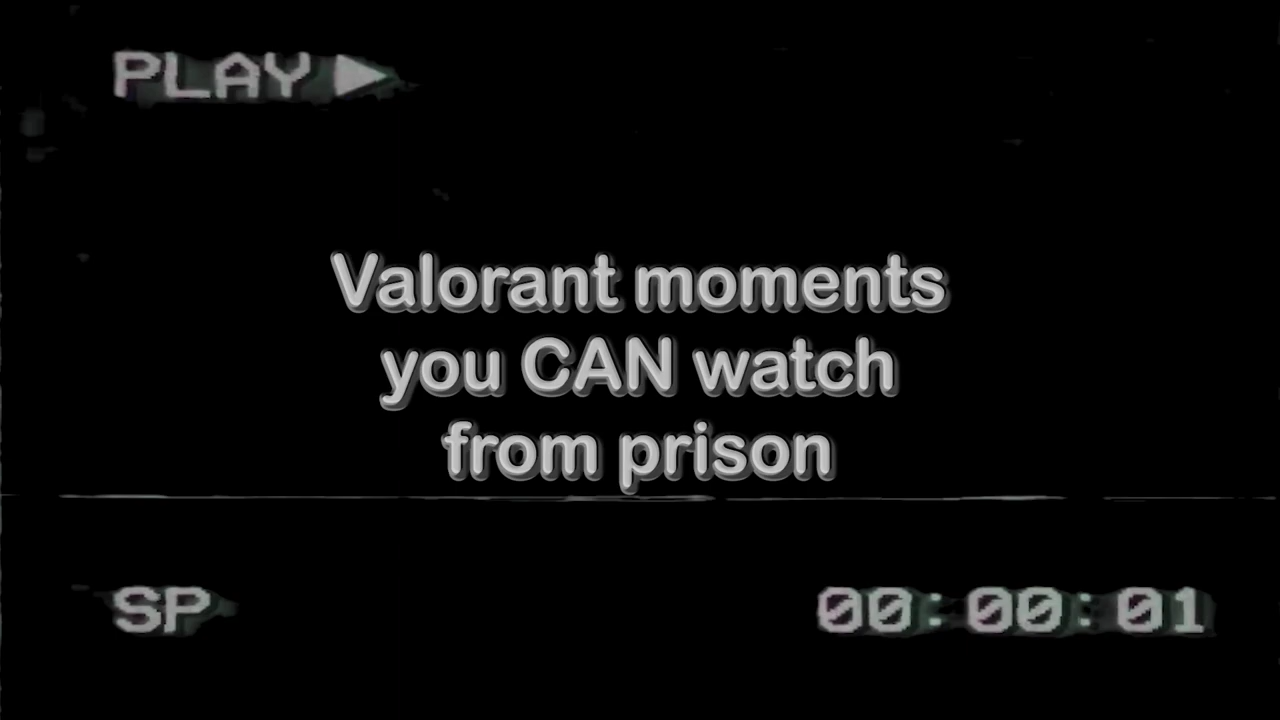 PLAY ▶
Valorant moments
you CAN watch
from prison
SP
00:00:01